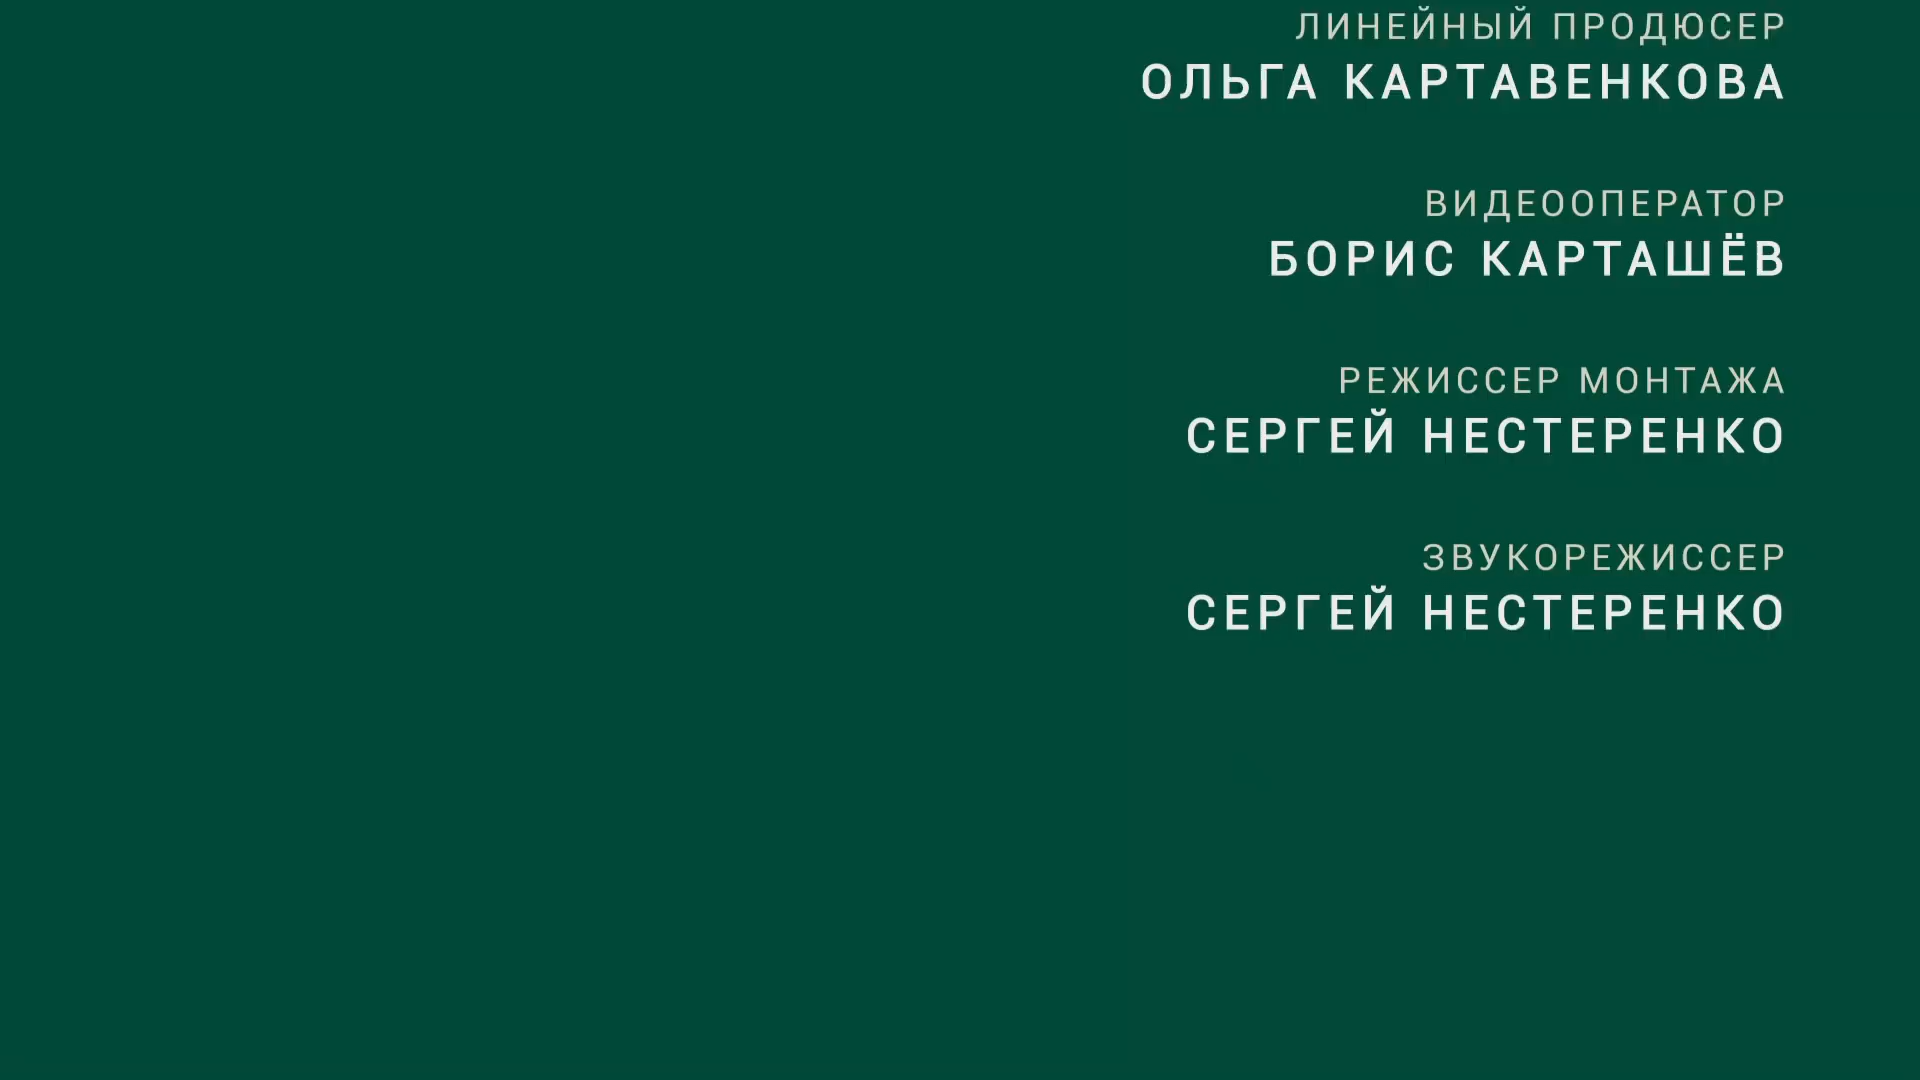 ЛИНЕЙНЫЙ ПРОДЮСЕР
ОЛЬГА КАРТАВЕНКОВА
ВИДЕООПЕРАТОР
БОРИС КАРТАШЁВ
РЕЖИССЕР МОНТАЖА
СЕРГЕЙ НЕСТЕРЕНКО
ЗВУКОРЕЖИССЕР
СЕРГЕЙ НЕСТЕРЕНКО